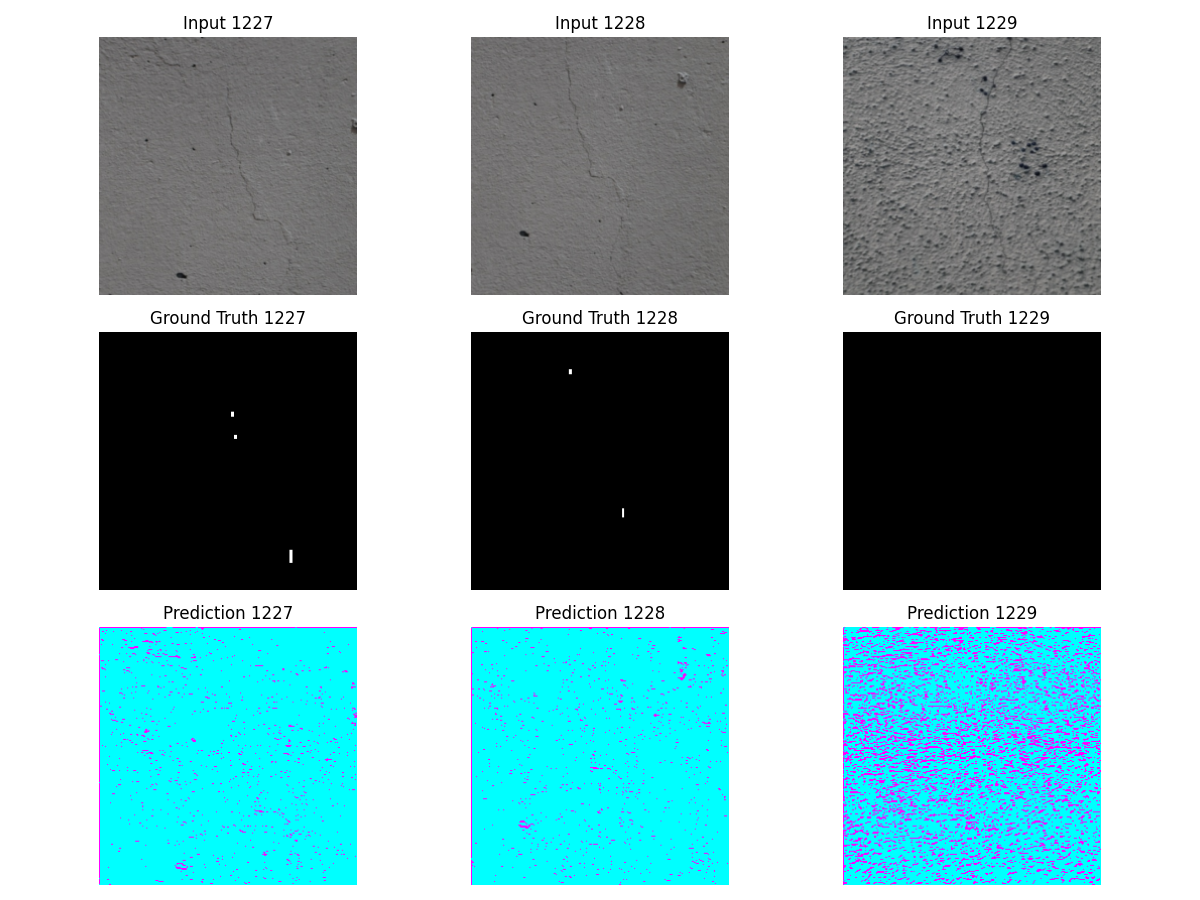 Input 1227
Input 1228
Input 1229
Ground Truth 1227
Ground Truth 1228
Ground Truth 1229
Prediction 1227
Prediction 1228
Prediction 1229